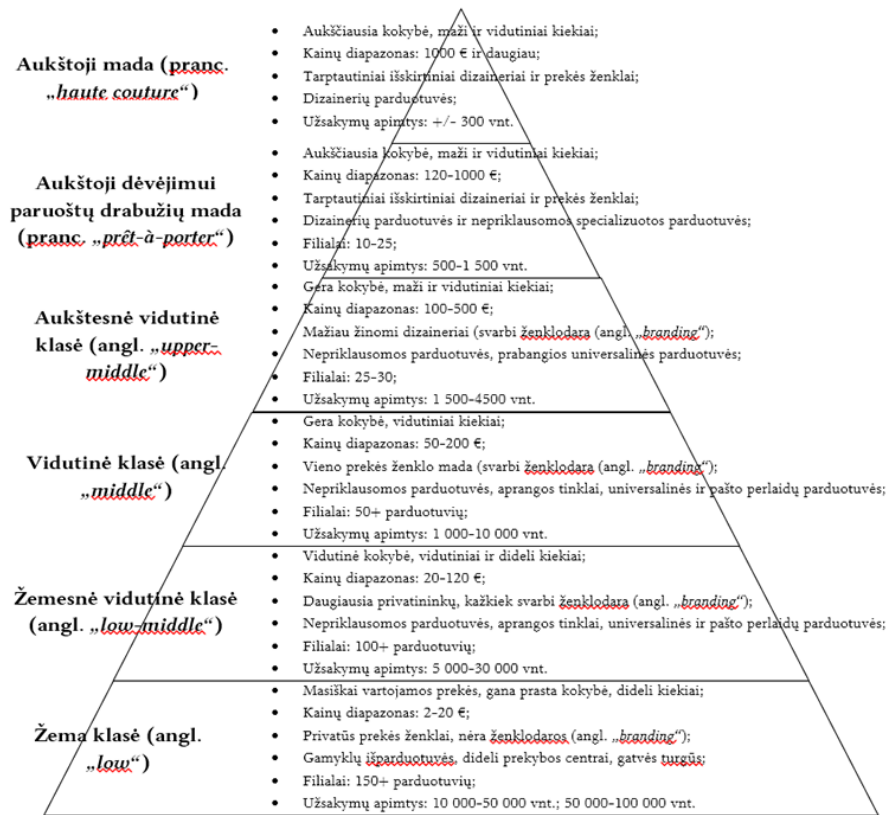 Aukštoji mada (pranc.
„haute couture“)
• Aukščiausia kokybė, maži ir vidutiniai kiekiai;
• Kainų diapazonas: 1000 € ir daugiau;
• Tarptautiniai išskirtiniai dizaineriai ir prekės ženklai;
• Dizainerių parduotuvės;
• Užsakymų apimtys: +/- 300 vnt.
Aukštoji dėvėjimui
paruoštų drabužių mada
(pranc. „prêt-à-porter“)
• Aukščiausia kokybė, maži ir vidutiniai kiekiai;
• Kainų diapazonas: 120-1000 €;
• Tarptautiniai išskirtiniai dizaineriai ir prekės ženklai;
• Dizainerių parduotuvės ir nepriklausomos specializuotos parduotuvės;
• Filialai: 10-25;
• Užsakymų apimtys: 500-1 500 vnt.
Aukštesnė vidutinė
klasė (angl. „upper-
middle“)
• Gera kokybė, maži ir vidutiniai kiekiai;
• Kainų diapazonas: 100-500 €;
• Mažiau žinomi dizaineriai (svarbi ženklodara (angl. „branding“);
• Nepriklausomos parduotuvės, prabangios universalinės parduotuvės;
• Filialai: 25-30;
• Užsakymų apimtys: 1 500-4500 vnt.
Vidutinė klasė (angl.
„middle“)
• Gera kokybė, vidutiniai kiekiai;
• Kainų diapazonas: 50-200 €;
• Vieno prekės ženklo mada (svarbi ženklodara (angl. „branding“);
• Nepriklausomos parduotuvės, aprangos tinklai, universalinės ir pašto perlaidų parduotuvės;
• Filialai: 50+ parduotuvių;
• Užsakymų apimtys: 1 000-10 000 vnt.
Žemesnė vidutinė klasė
(angl. „low-middle“)
• Vidutinė kokybė, vidutiniai ir dideli kiekiai;
• Kainų diapazonas: 20-120 €;
• Daugiausia privatininkų, kažkiek svarbi ženklodara (angl. „branding“);
• Nepriklausomos parduotuvės, aprangos tinklai, universalinės ir pašto perlaidų parduotuvės;
• Filialai: 100+ parduotuvių;
• Užsakymų apimtys: 5 000-30 000 vnt.
Žema klasė (angl.
„low“)
• Masiškai vartojamos prekės, gana prasta kokybė, dideli kiekiai;
• Kainų diapazonas: 2-20 €;
• Privatūs prekės ženklai, nėra ženklodaros (angl. „branding“);
• Gamyklų išparduotuvės, dideli prekybos centrai, gatvės turgūs;
• Filialai: 150+ parduotuvių;
• Užsakymų apimtys: 10 000-50 000 vnt.; 50 000-100 000 vnt.